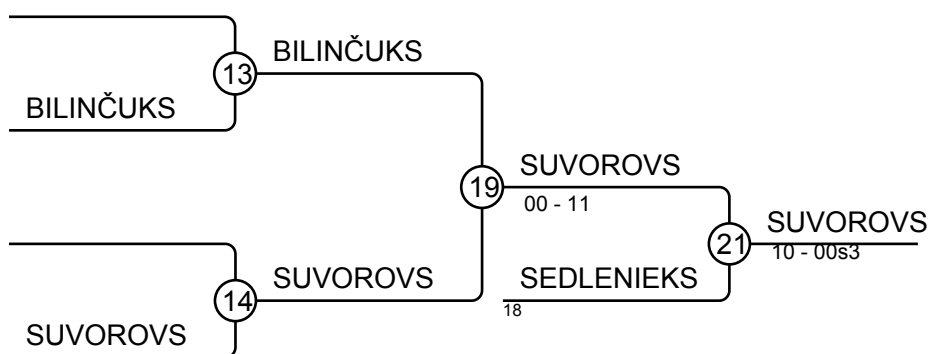 BILINČUKS
13
BILINČUKS
SUVOROVS
19
00 - 11
SUVOROVS
21
10 - 00s3
SUVOROVS
SEDLENIEKS
14
18
SUVOROVS